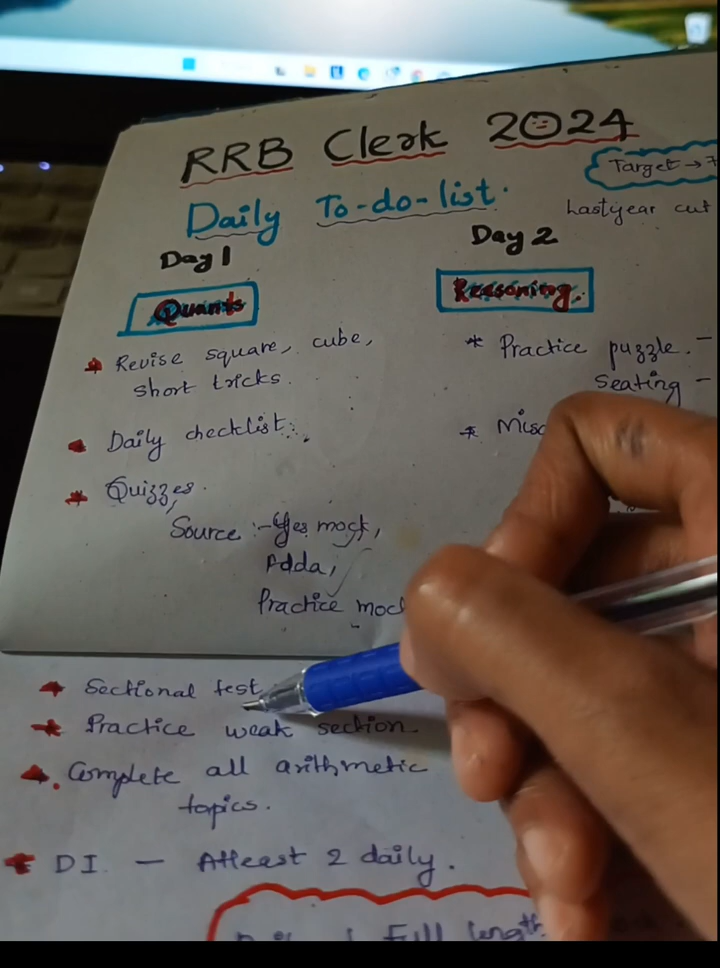 RRB Clerk 2024
Target →
Last year cut
Daily To-do-list.
Day 1
Quants
* Revise square, cube,
short tricks.
* Daily checklist
* Quizzes.
Source :- Yes mock,
Adda,
Practice moc
* Sectional test
* Practice weak section
* Complete all arithmetic
topics.
* DI. — Atleast 2 daily.
Full length
Day 2
Reasoning.
* Practice puzzle. -
Seating -
* Misc